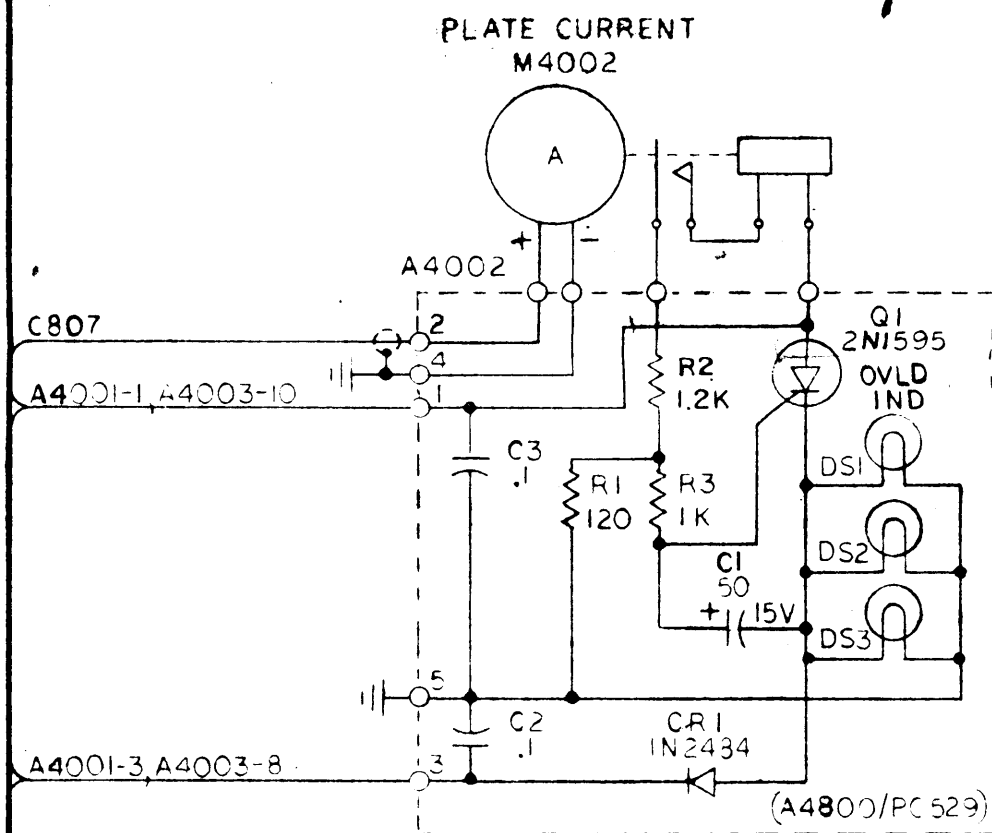 PLATE CURRENT
M4002
A
+ –
A4002
C807
2
4
A4001-1, A4003-10
1
Q1
2N1595
OVLD
IND
R2
1.2K
C3
.1
R1
120
R3
1K
DS1
DS2
C1
50
+ 15V
DS3
5
C2
.1
CR1
1N2484
A4001-3, A4003-8
3
(A4800/PC529)